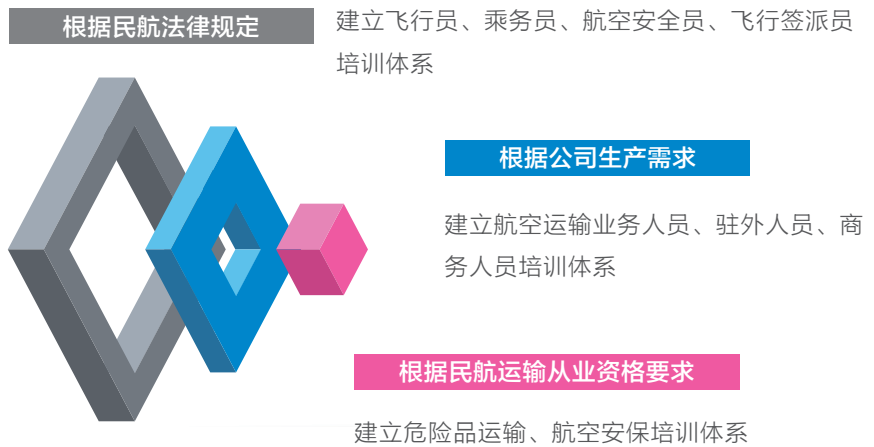 根据民航法律规定
建立飞行员、乘务员、航空安全员、飞行签派员
培训体系
根据公司生产需求
建立航空运输业务人员、驻外人员、商
务人员培训体系
根据民航运输从业资格要求
建立危险品运输、航空安保培训体系